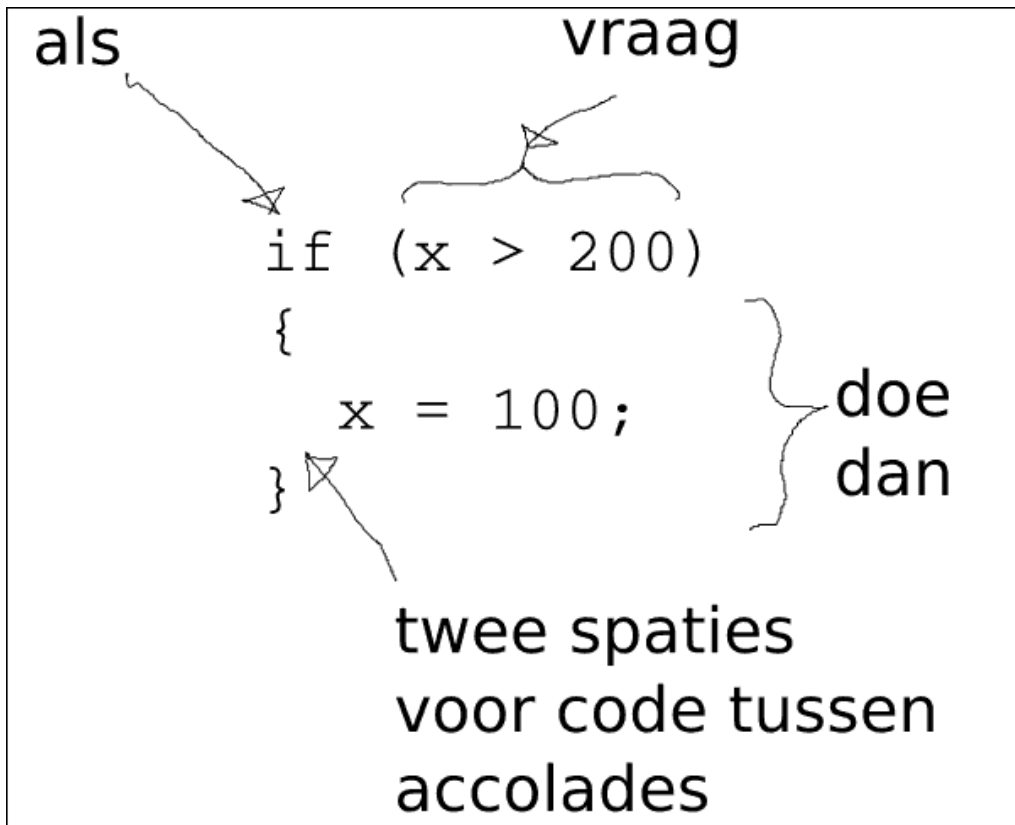 als
vraag
if (x > 200)
{
  x = 100;
}
doe
dan
twee spaties
voor code tussen
accolades